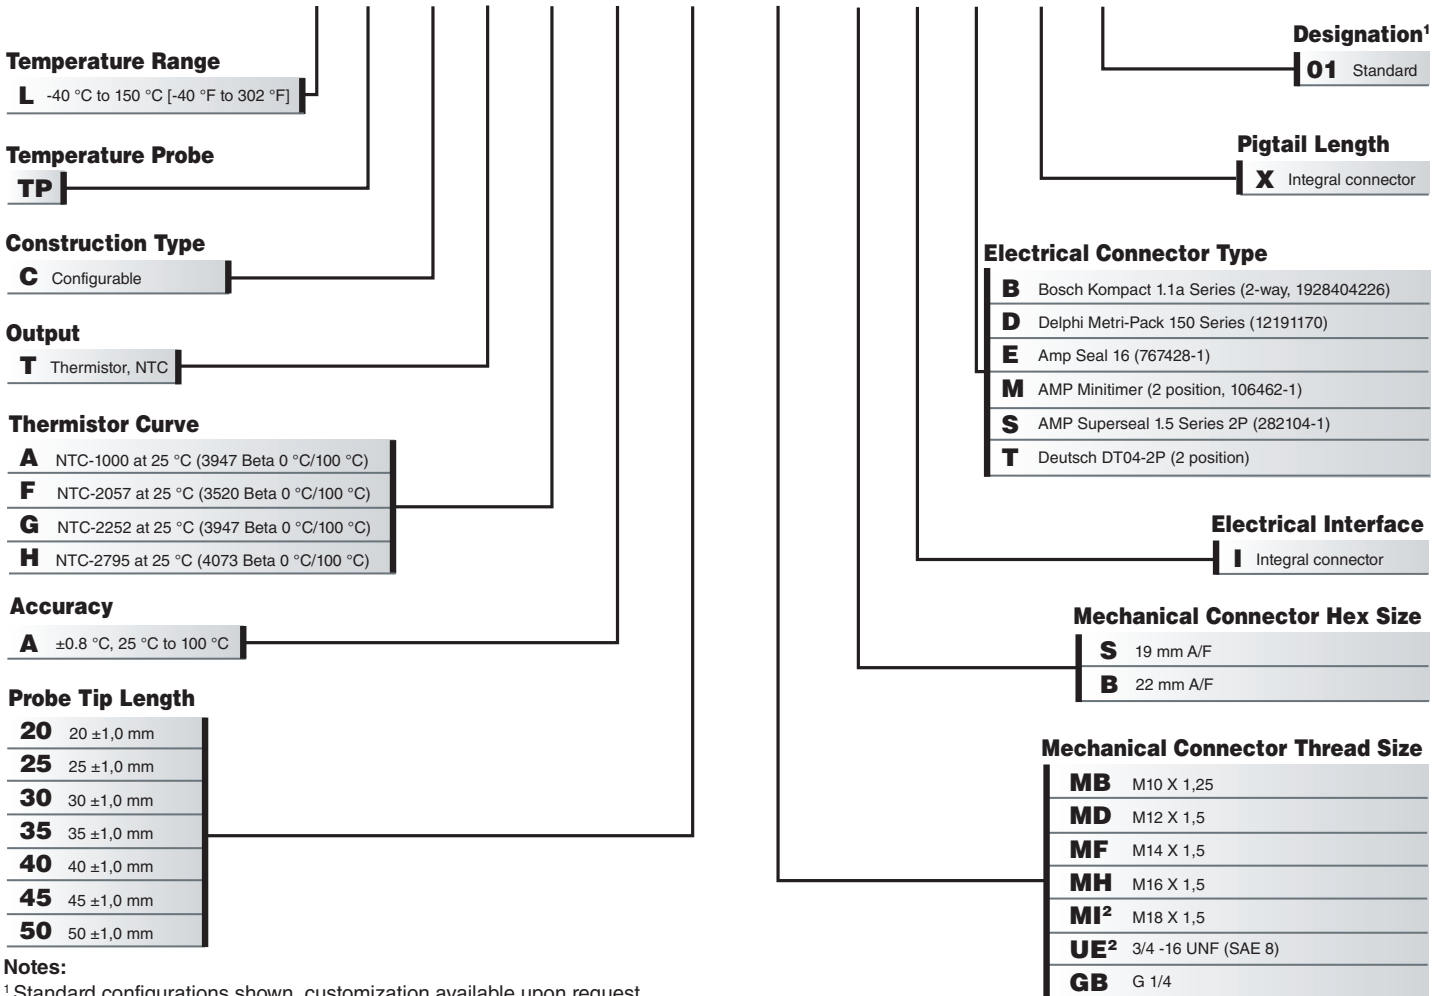 Temperature Range
L -40 °C to 150 °C [-40 °F to 302 °F]
Temperature Probe
TP
Construction Type
C Configurable
Output
T Thermistor, NTC
Thermistor Curve
A NTC-1000 at 25 °C (3947 Beta 0 °C/100 °C)
F NTC-2057 at 25 °C (3520 Beta 0 °C/100 °C)
G NTC-2252 at 25 °C (3947 Beta 0 °C/100 °C)
H NTC-2795 at 25 °C (4073 Beta 0 °C/100 °C)
Accuracy
A ±0.8 °C, 25 °C to 100 °C
Probe Tip Length
20 20 ±1,0 mm
25 25 ±1,0 mm
30 30 ±1,0 mm
35 35 ±1,0 mm
40 40 ±1,0 mm
45 45 ±1,0 mm
50 50 ±1,0 mm
Notes:
¹ Standard configurations shown, customization available upon request
Designation¹
01 Standard
Pigtail Length
X Integral connector
Electrical Connector Type
B Bosch Kompact 1.1a Series (2-way, 1928404226)
D Delphi Metri-Pack 150 Series (12191170)
E Amp Seal 16 (767428-1)
M AMP Minitimer (2 position, 106462-1)
S AMP Superseal 1.5 Series 2P (282104-1)
T Deutsch DT04-2P (2 position)
Electrical Interface
I Integral connector
Mechanical Connector Hex Size
S 19 mm A/F
B 22 mm A/F
Mechanical Connector Thread Size
MB M10 X 1,25
MD M12 X 1,5
MF M14 X 1,5
MH M16 X 1,5
MI² M18 X 1,5
UE² 3/4 -16 UNF (SAE 8)
GB G 1/4